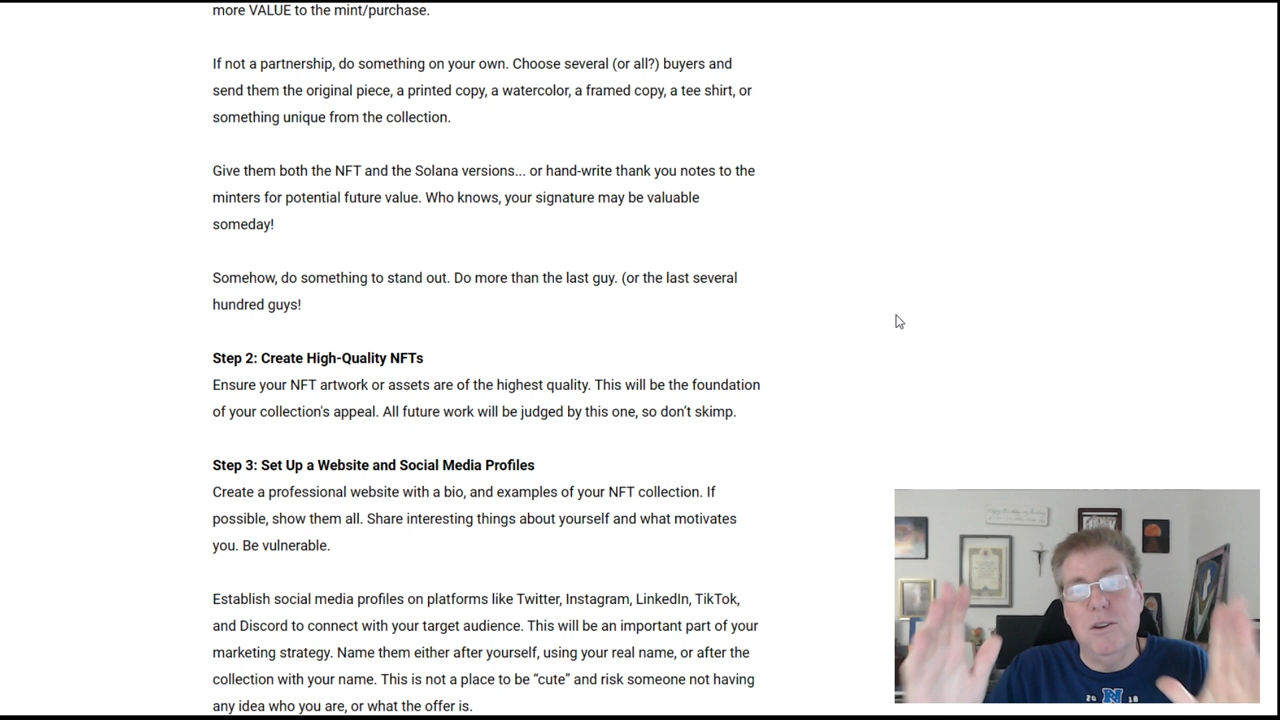 more VALUE to the mint/purchase.
If not a partnership, do something on your own. Choose several (or all?) buyers and
send them the original piece, a printed copy, a watercolor, a framed copy, a tee shirt, or
something unique from the collection.
Give them both the NFT and the Solana versions... or hand-write thank you notes to the
minters for potential future value. Who knows, your signature may be valuable
someday!
Somehow, do something to stand out. Do more than the last guy. (or the last several
hundred guys!
Step 2: Create High-Quality NFTs
Ensure your NFT artwork or assets are of the highest quality. This will be the foundation
of your collection's appeal. All future work will be judged by this one, so don’t skimp.
Step 3: Set Up a Website and Social Media Profiles
Create a professional website with a bio, and examples of your NFT collection. If
possible, show them all. Share interesting things about yourself and what motivates
you. Be vulnerable.
Establish social media profiles on platforms like Twitter, Instagram, LinkedIn, TikTok,
and Discord to connect with your target audience. This will be an important part of your
marketing strategy. Name them either after yourself, using your real name, or after the
collection with your name. This is not a place to be “cute” and risk someone not having
any idea who you are, or what the offer is.
20 N 18